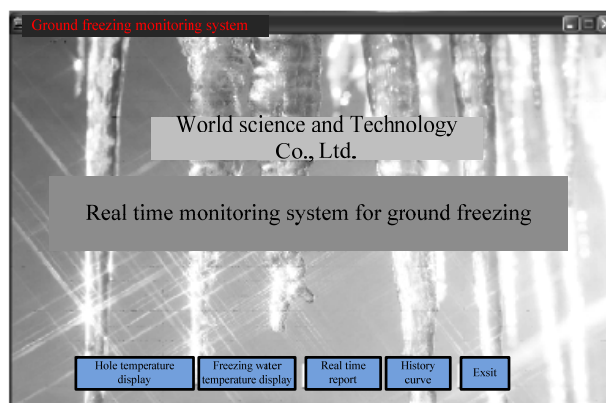 Ground freezing monitoring system
World science and Technology
Co., Ltd.
Real time monitoring system for ground freezing
Hole temperature
display
Freezing water
temperature display
Real time
report
History
curve
Exsit